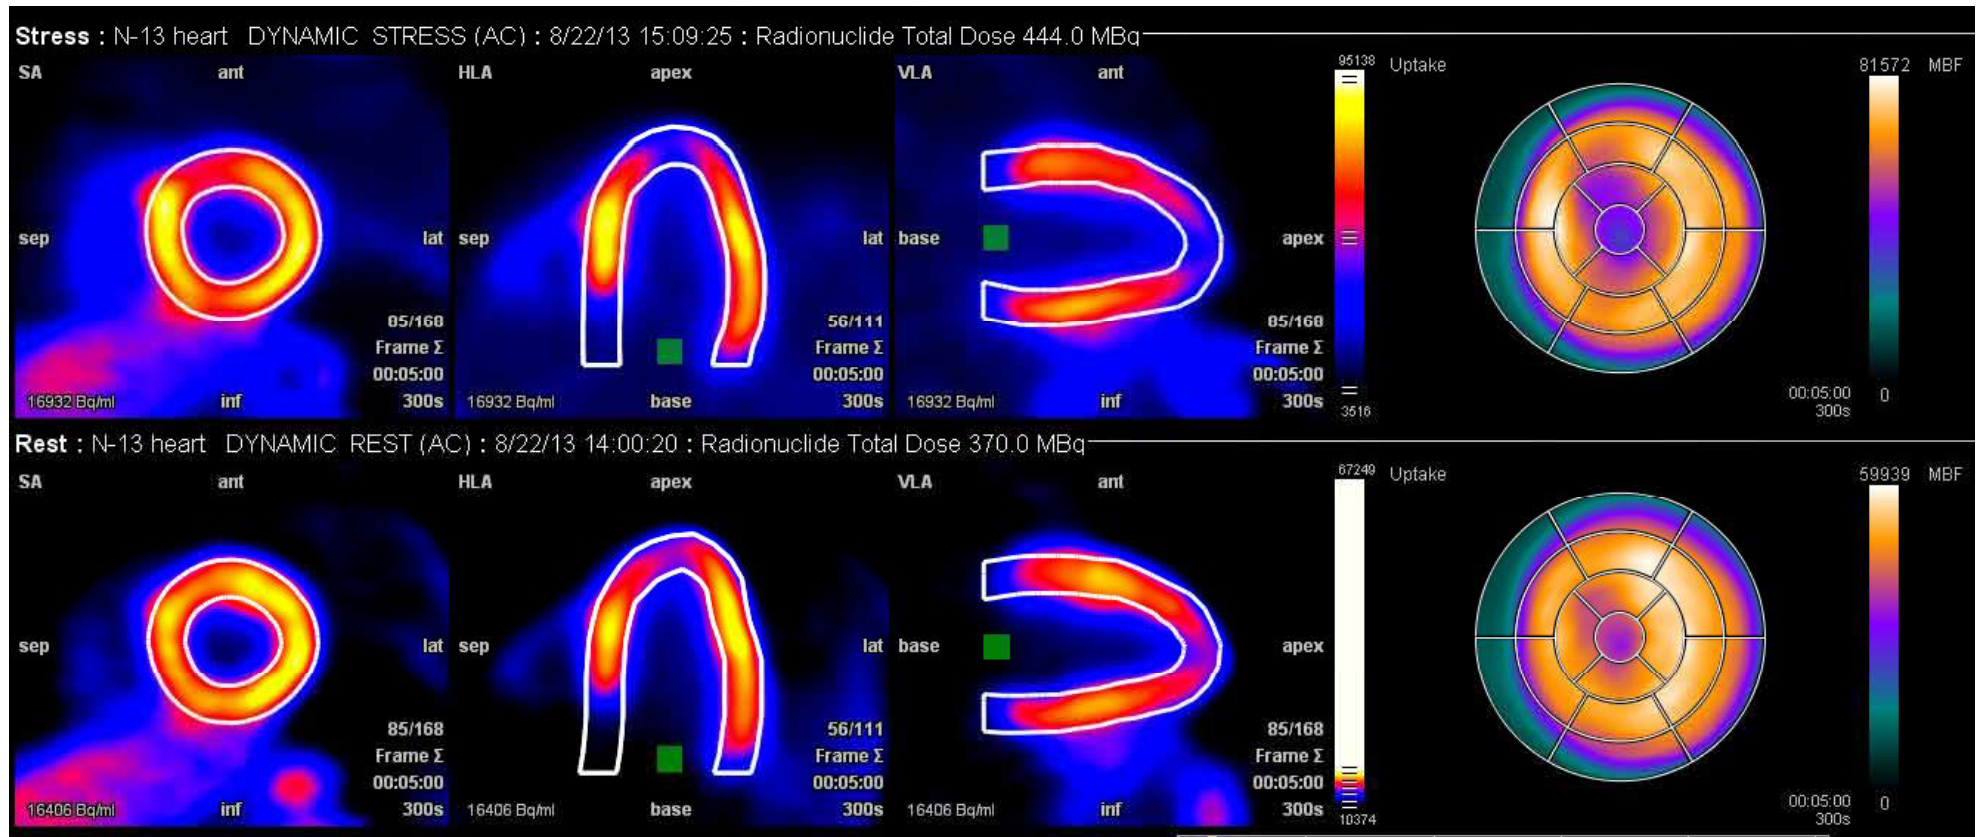 Stress : N-13 heart DYNAMIC STRESS (AC) : 8/22/13 15:09:25 : Radionuclide Total Dose 444.0 MBq
SA ant HLA apex VLA ant 95138 Uptake 81572 MBF
sep lat sep lat base apex
85/168 56/111 85/168
Frame Σ Frame Σ Frame Σ
00:05:00 00:05:00 00:05:00 00:05:00
16932 Bq/ml inf 300s 16932 Bq/ml base 300s 16932 Bq/ml inf 300s 3516 300s 0
Rest : N-13 heart DYNAMIC REST (AC) : 8/22/13 14:00:20 : Radionuclide Total Dose 370.0 MBq
SA ant HLA apex VLA ant 67249 Uptake 59939 MBF
sep lat sep lat base apex
85/168 56/111 85/168
Frame Σ Frame Σ Frame Σ
00:05:00 00:05:00 00:05:00 00:05:00
16406 Bq/ml inf 300s 16406 Bq/ml base 300s 16406 Bq/ml inf 300s 10374 300s 0